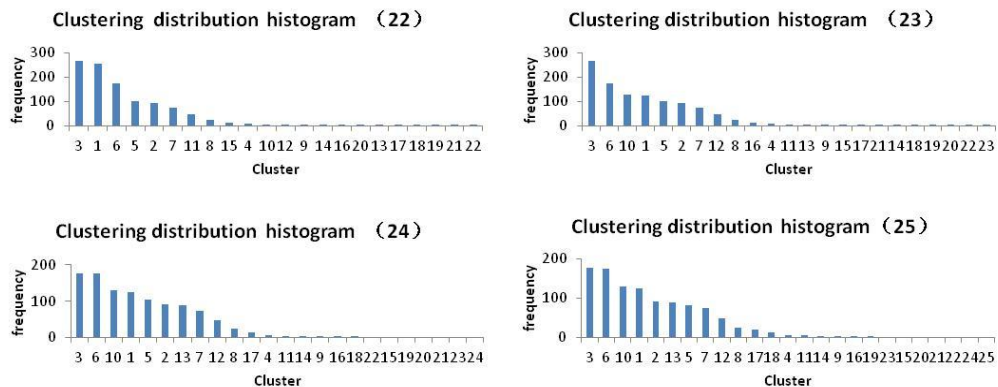 Clustering distribution histogram （22）
300
200
100
0
frequency
3 1 6 5 2 7 11 8 15 4 10 12 9 14 16 20 13 17 18 19 21 22
Cluster
Clustering distribution histogram （23）
300
200
100
0
frequency
3 6 10 1 5 2 7 12 8 16 4 11 13 9 15 17 21 14 18 19 20 22 23
Cluster
Clustering distribution histogram （24）
200
100
0
frequency
3 6 10 1 5 2 13 7 12 8 17 4 11 14 9 16 18 22 15 19 20 21 23 24
Cluster
Clustering distribution histogram（25）
200
100
0
frequency
3 6 10 1 2 13 5 7 12 8 17 18 4 11 14 9 16 19 23 15 20 21 22 24 25
Cluster